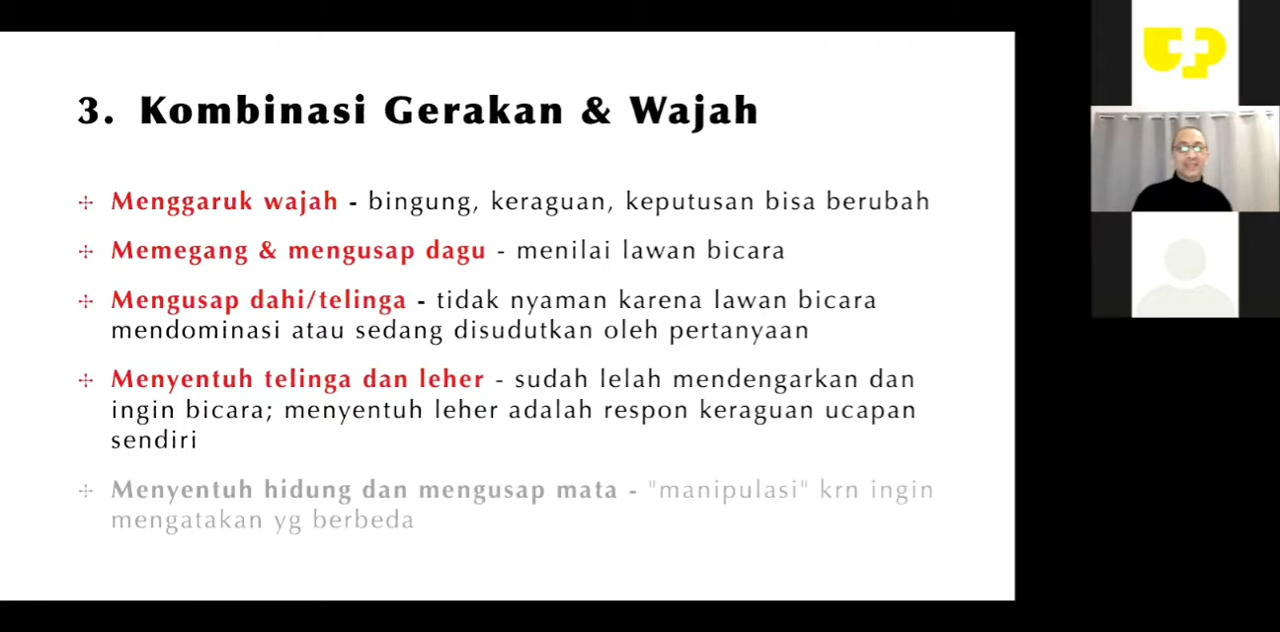 3. Kombinasi Gerakan & Wajah
Menggaruk wajah - bingung, keraguan, keputusan bisa berubah
Memegang & mengusap dagu - menilai lawan bicara
Mengusap dahi/telinga - tidak nyaman karena lawan bicara
mendominasi atau sedang disudutkan oleh pertanyaan
Menyentuh telinga dan leher - sudah lelah mendengarkan dan
ingin bicara; menyentuh leher adalah respon keraguan ucapan
sendiri
Menyentuh hidung dan mengusap mata - "manipulasi" krn ingin
mengatakan yg berbeda